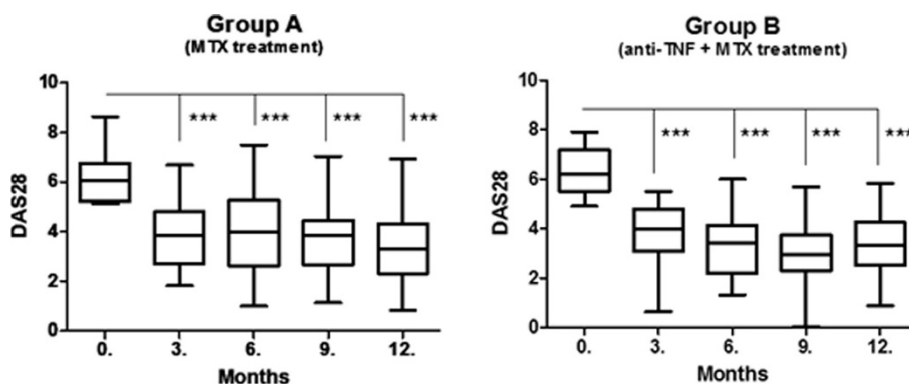 Group A
(MTX treatment)
10
8
6
4
2
0
DAS28
*** *** *** ***
0. 3. 6. 9. 12.
Months
Group B
(anti-TNF + MTX treatment)
10
8
6
4
2
0
DAS28
*** *** *** ***
0. 3. 6. 9. 12.
Months